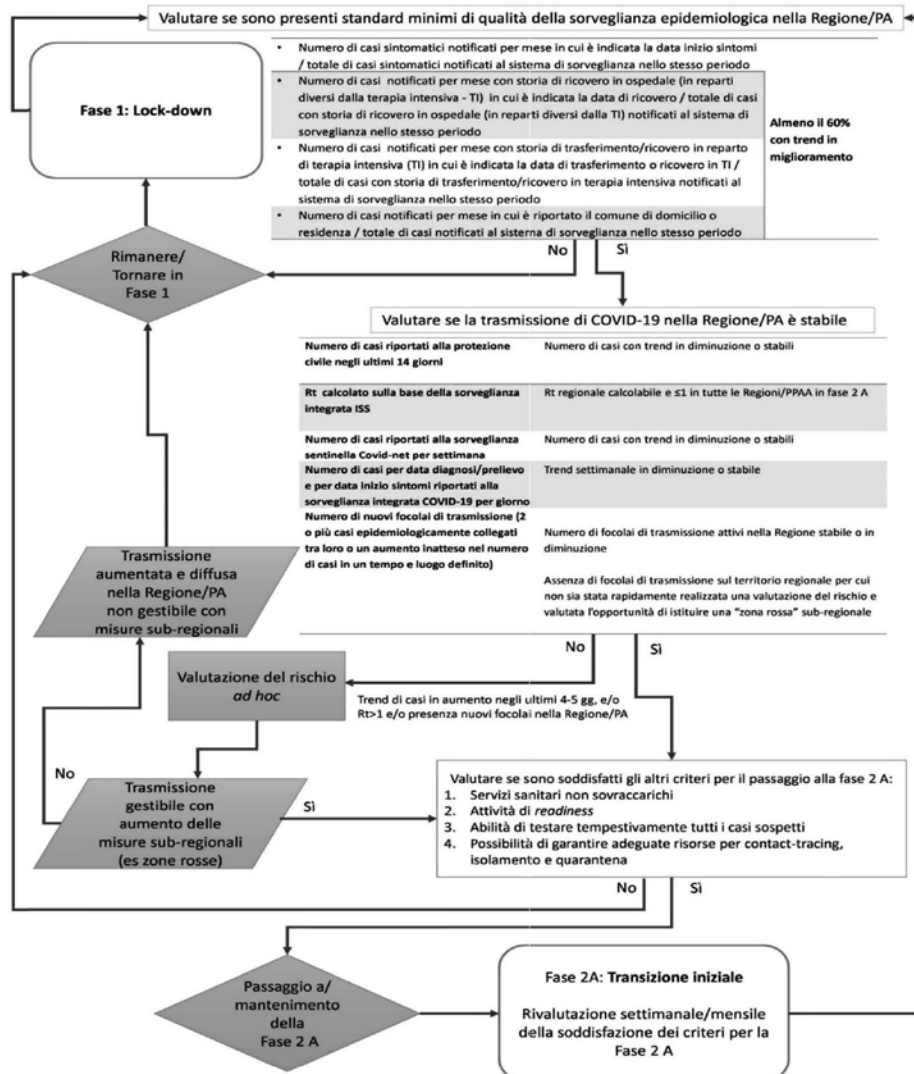 Valutare se sono presenti standard minimi di qualità della sorveglianza epidemiologica nella Regione/PA
Fase 1: Lock-down
• Numero di casi sintomatici notificati per mese in cui è indicata la data inizio sintomi
/ totale di casi sintomatici notificati al sistema di sorveglianza nello stesso periodo
• Numero di casi notificati per mese con storia di ricovero in ospedale (in reparti
diversi dalla terapia intensiva - TI) in cui è indicata la data di ricovero / totale di casi
con storia di ricovero in ospedale (in reparti diversi dalla TI) notificati al sistema di
sorveglianza nello stesso periodo
• Numero di casi notificati per mese con storia di trasferimento/ricovero in reparto
di terapia intensiva (TI) in cui è indicata la data di trasferimento o ricovero in TI /
totale di casi con storia di trasferimento/ricovero in terapia intensiva notificati al
sistema di sorveglianza nello stesso periodo
• Numero di casi notificati per mese in cui è riportato il comune di domicilio o
residenza / totale di casi notificati al sistema di sorveglianza nello stesso periodo
Almeno il 60%
con trend in
miglioramento
No
Sì
Rimanere/
Tornare in
Fase 1
Valutare se la trasmissione di COVID-19 nella Regione/PA è stabile
Numero di casi riportati alla protezione
civile negli ultimi 14 giorni
Numero di casi con trend in diminuzione o stabili
Rt calcolato sulla base della sorveglianza
integrata ISS
Rt regionale calcolabile e ≤1 in tutte le Regioni/PPAA in fase 2 A
Numero di casi riportati alla sorveglianza
sentinella Covid-net per settimana
Numero di casi con trend in diminuzione o stabili
Numero di casi per data diagnosi/prelievo
e per data inizio sintomi riportati alla
sorveglianza integrata COVID-19 per giorno
Trend settimanale in diminuzione o stabile
Numero di nuovi focolai di trasmissione (2
o più casi epidemiologicamente collegati
tra loro o un aumento inatteso nel numero
di casi in un tempo e luogo definito)
Numero di focolai di trasmissione attivi nella Regione stabile o in
diminuzione
Assenza di focolai di trasmissione sul territorio regionale per cui
non sia stata rapidamente realizzata una valutazione del rischio e
valutata l'opportunità di istituire una "zona rossa" sub-regionale
No
Sì
Trasmissione
aumentata e diffusa
nella Regione/PA
non gestibile con
misure sub-regionali
Valutazione del rischio
ad hoc
Trend di casi in aumento negli ultimi 4-5 gg, e/o
Rt>1 e/o presenza nuovi focolai nella Regione/PA
No
Trasmissione
gestibile con
aumento delle
misure sub-regionali
(es zone rosse)
Sì
Valutare se sono soddisfatti gli altri criteri per il passaggio alla fase 2 A:
1. Servizi sanitari non sovraccarichi
2. Attività di readiness
3. Abilità di testare tempestivamente tutti i casi sospetti
4. Possibilità di garantire adeguate risorse per contact-tracing,
isolamento e quarantena
No
Sì
Passaggio a/
mantenimento
della
Fase 2 A
Fase 2A: Transizione iniziale
Rivalutazione settimanale/mensile
della soddisfazione dei criteri per la
Fase 2 A